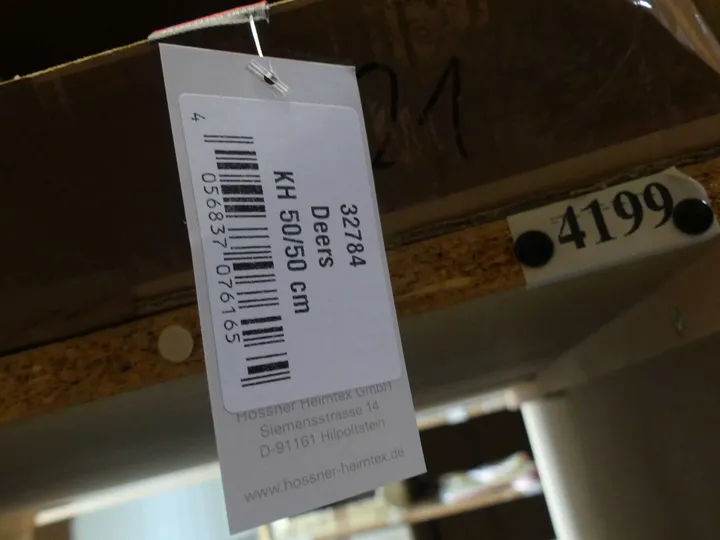 32784
Deers
KH 50/50 cm
4 056837 076165
Hossner Heimtex GmbH
Siemensstrasse 14
D-91161 Hilpoltstein
www.hossner-heimtex.de
21
4199